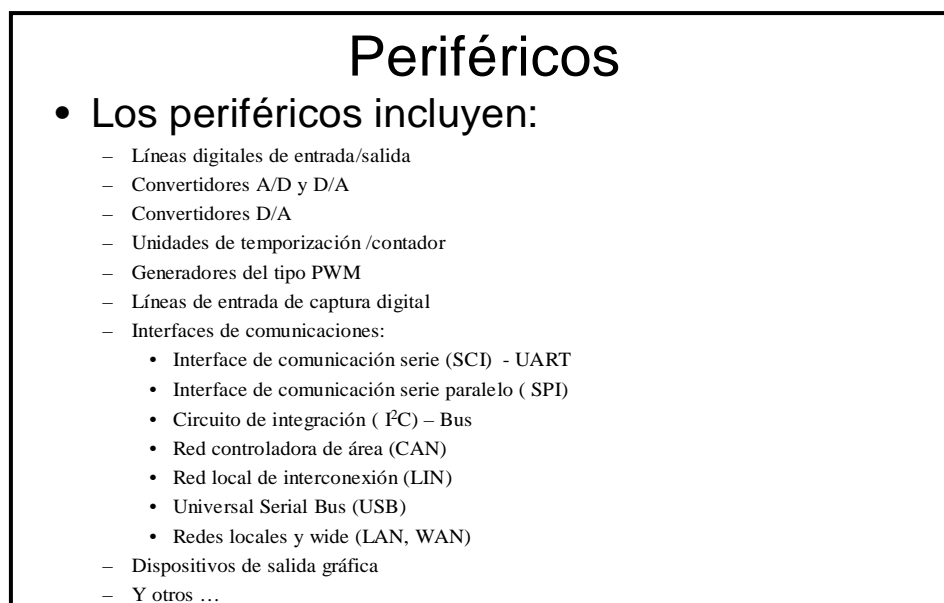 Periféricos
• Los periféricos incluyen:
– Líneas digitales de entrada/salida
– Convertidores A/D y D/A
– Convertidores D/A
– Unidades de temporización /contador
– Generadores del tipo PWM
– Líneas de entrada de captura digital
– Interfaces de comunicaciones:
• Interface de comunicación serie (SCI) - UART
• Interface de comunicación serie paralelo ( SPI)
• Circuito de integración ( I²C) – Bus
• Red controladora de área (CAN)
• Red local de interconexión (LIN)
• Universal Serial Bus (USB)
• Redes locales y wide (LAN, WAN)
– Dispositivos de salida gráfica
– Y otros …